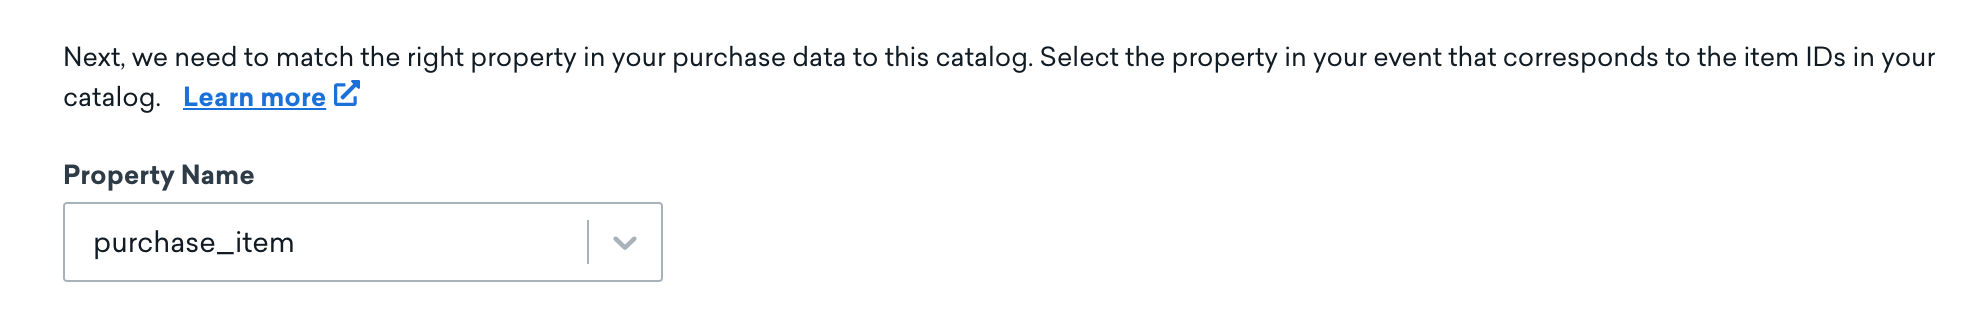 Next, we need to match the right property in your purchase data to this catalog. Select the property in your event that corresponds to the item IDs in your
catalog. Learn more
Property Name
purchase_item